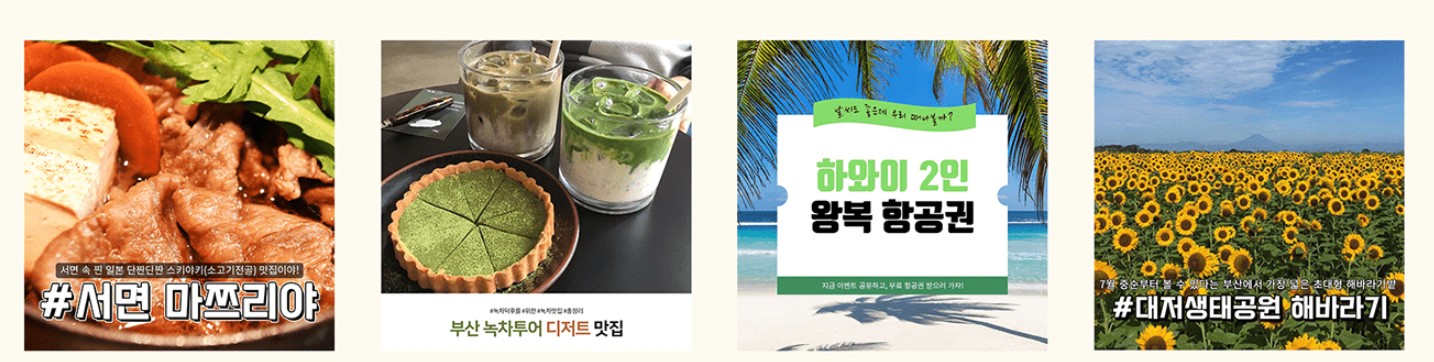 서면 속 찐 일본 단짠단짠 스키야키(소고기전골) 맛집이야!
#서면 마쯔리야
#녹차덕후를 #위한 #녹차맛집 #총정리
부산 녹차투어 디저트 맛집
날씨도 좋은데 우리 떠나볼까?
하와이 2인
왕복 항공권
지금 이벤트 공유하고, 무료 항공권 받으러 가자!
7월 중순부터 볼 수 있다는 부산에서 가장 넓은 초대형 해바라기밭
#대저생태공원 해바라기